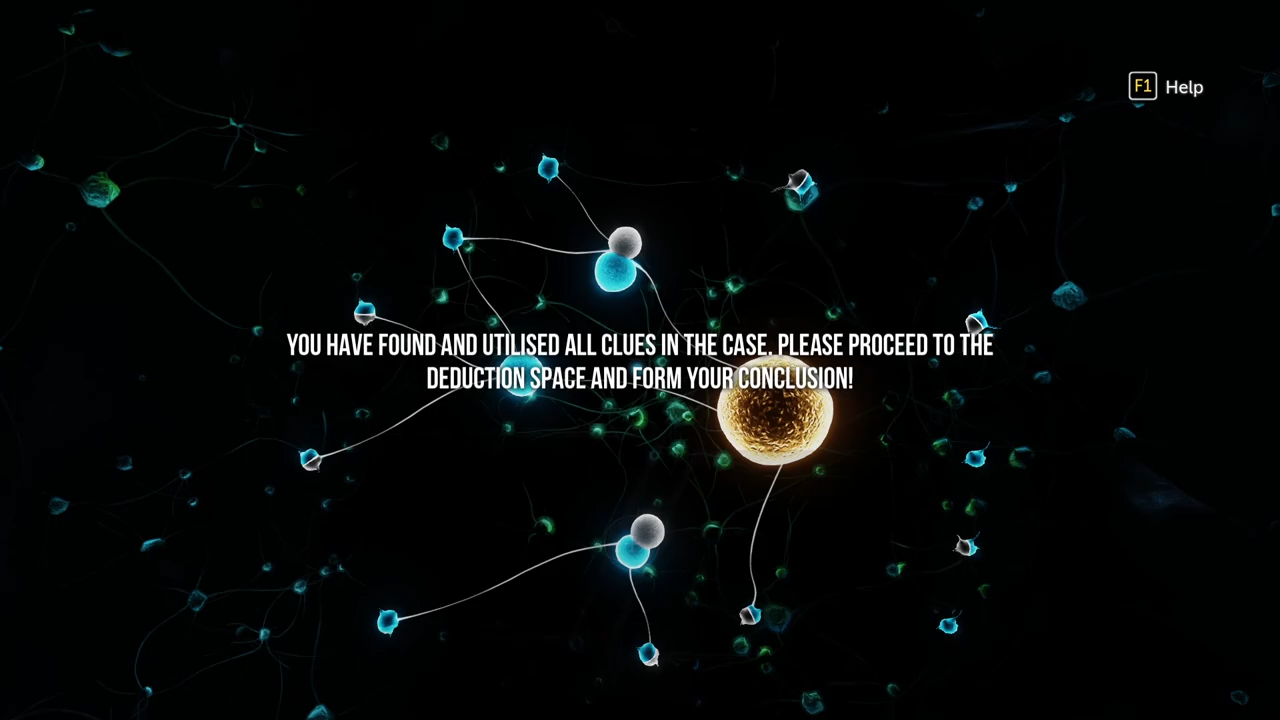 F1 Help
YOU HAVE FOUND AND UTILISED ALL CLUES IN THE CASE. PLEASE PROCEED TO THE
DEDUCTION SPACE AND FORM YOUR CONCLUSION!